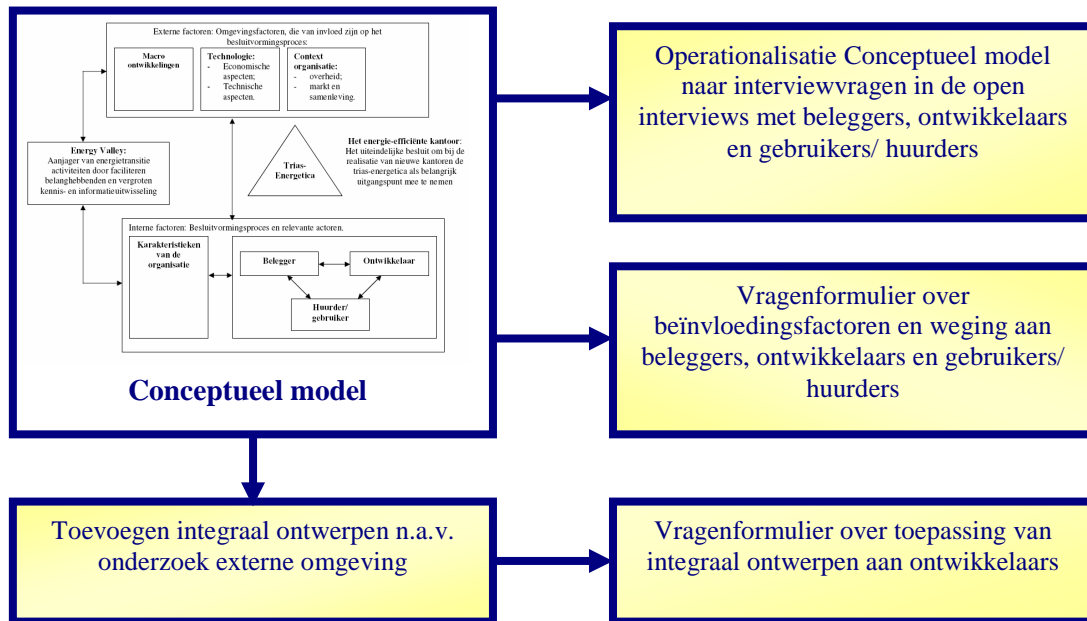 Externe factoren: Omgevingsfactoren, die van invloed zijn op het
besluitvormingproces:
Macro
ontwikkelingen
Technologie:
- Economische
aspecten;
- Technische
aspecten.
Context
organisatie:
- overheid;
- markt en
samenleving.
Energy Valley:
Aanjager van energietransitie
activiteiten door faciliteren
belanghebbenden en vergroten
kennis- en informatieuitwisseling
Trias-
Energetica
Het energie-efficiënte kantoor:
Het uiteindelijke besluit om bij de
realisatie van nieuwe kantoren de
trias-energetica als belangrijk
uitgangspunt mee te nemen
Interne factoren: Besluitvormingsproces en relevante actoren.
Karakteristieken
van de
organisatie
Belegger
Ontwikkelaar
Huurder/
gebruiker
Conceptueel model
Operationalisatie Conceptueel model
naar interviewvragen in de open
interviews met beleggers, ontwikkelaars
en gebruikers/ huurders
Vragenformulier over
beïnvloedingsfactoren en weging aan
beleggers, ontwikkelaars en gebruikers/
huurders
Toevoegen integraal ontwerpen n.a.v.
onderzoek externe omgeving
Vragenformulier over toepassing van
integraal ontwerpen aan ontwikkelaars